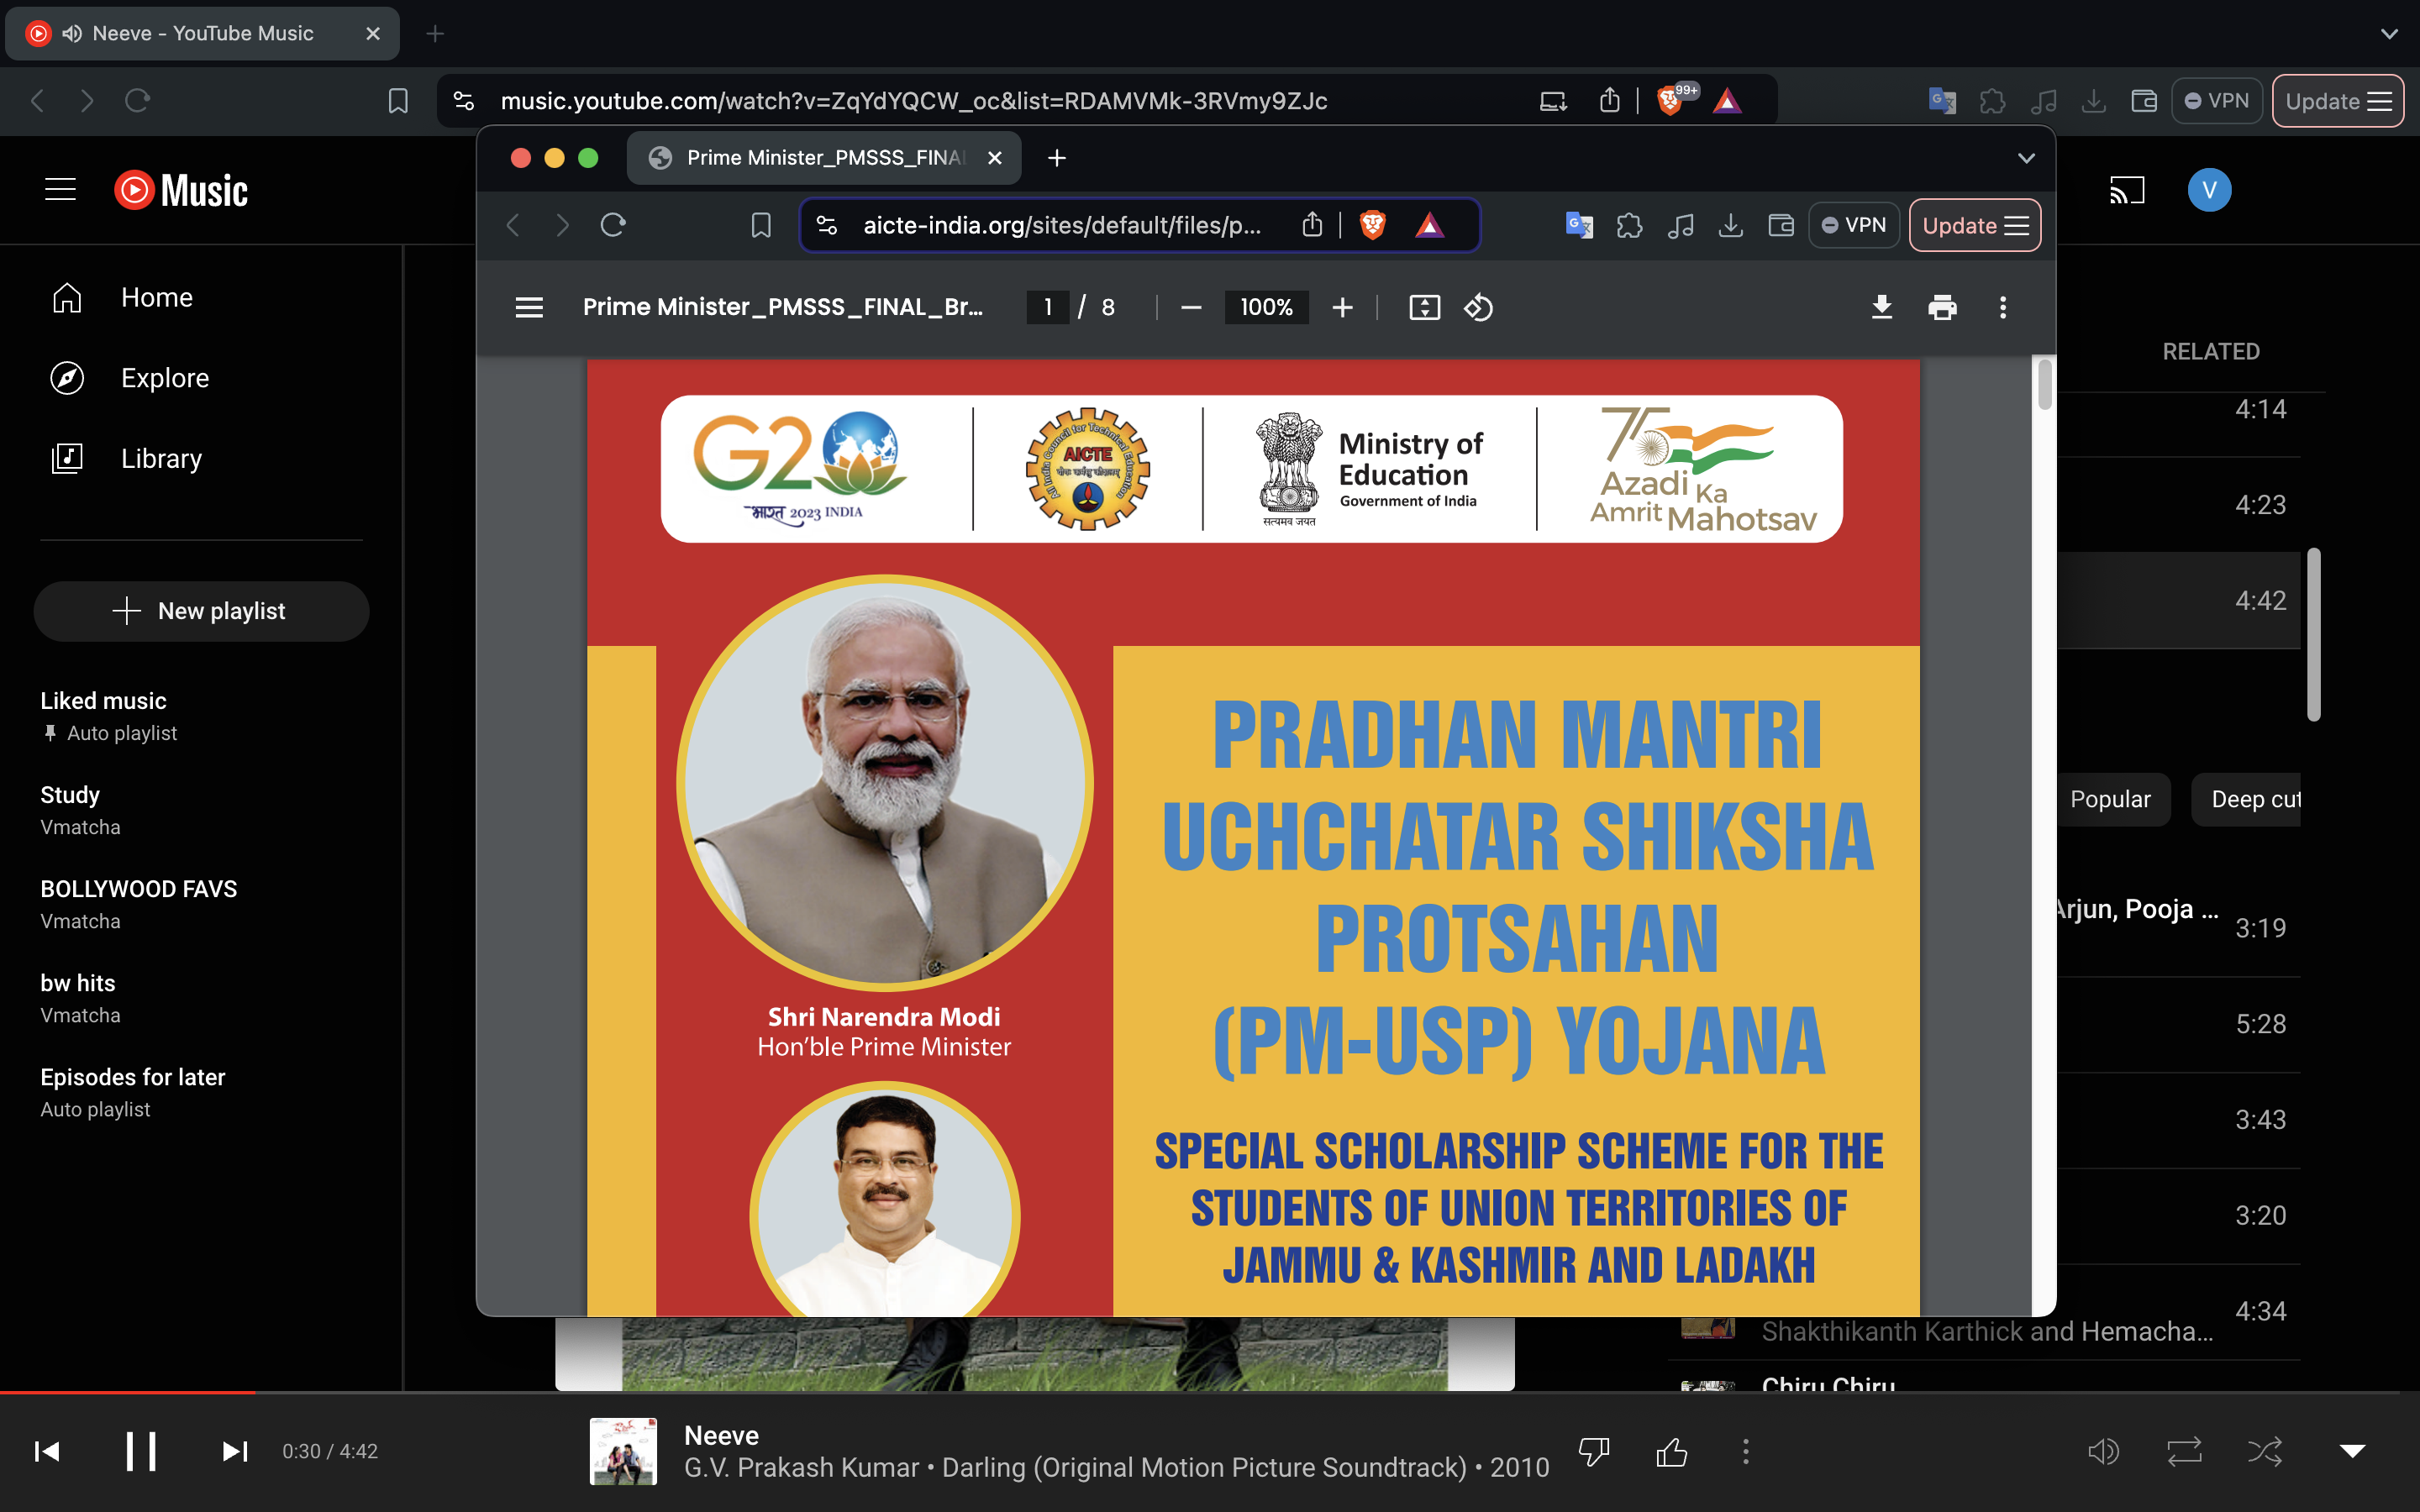 Neeve - YouTube Music
music.youtube.com/watch?v=ZqYdYQCW_oc&list=RDAMVMk-3RVmy9ZJc
99+
VPN
Update
Music
V
Home
Explore
Library
New playlist
Liked music
Auto playlist
Study
Vmatcha
BOLLYWOOD FAVS
Vmatcha
bw hits
Vmatcha
Episodes for later
Auto playlist
Prime Minister_PMSSS_FINA
aicte-india.org/sites/default/files/p...
VPN
Update
Prime Minister_PMSSS_FINAL_Br...
1 / 8
100%
G20
भारत 2023 INDIA
All India Council for Technical Education
AICTE
सत्यमेव जयते
Ministry of
Education
Government of India
75
Azadi Ka
Amrit Mahotsav
Shri Narendra Modi
Hon'ble Prime Minister
PRADHAN MANTRI
UCHCHATAR SHIKSHA
PROTSAHAN
(PM-USP) YOJANA
SPECIAL SCHOLARSHIP SCHEME FOR THE
STUDENTS OF UNION TERRITORIES OF
JAMMU & KASHMIR AND LADAKH
RELATED
4:14
4:23
4:42
Popular
Deep cut
Arjun, Pooja ...
3:19
5:28
3:43
3:20
4:34
Shakthikanth Karthick and Hemacha...
Chiru Chiru
0:30 / 4:42
Neeve
G.V. Prakash Kumar • Darling (Original Motion Picture Soundtrack) • 2010